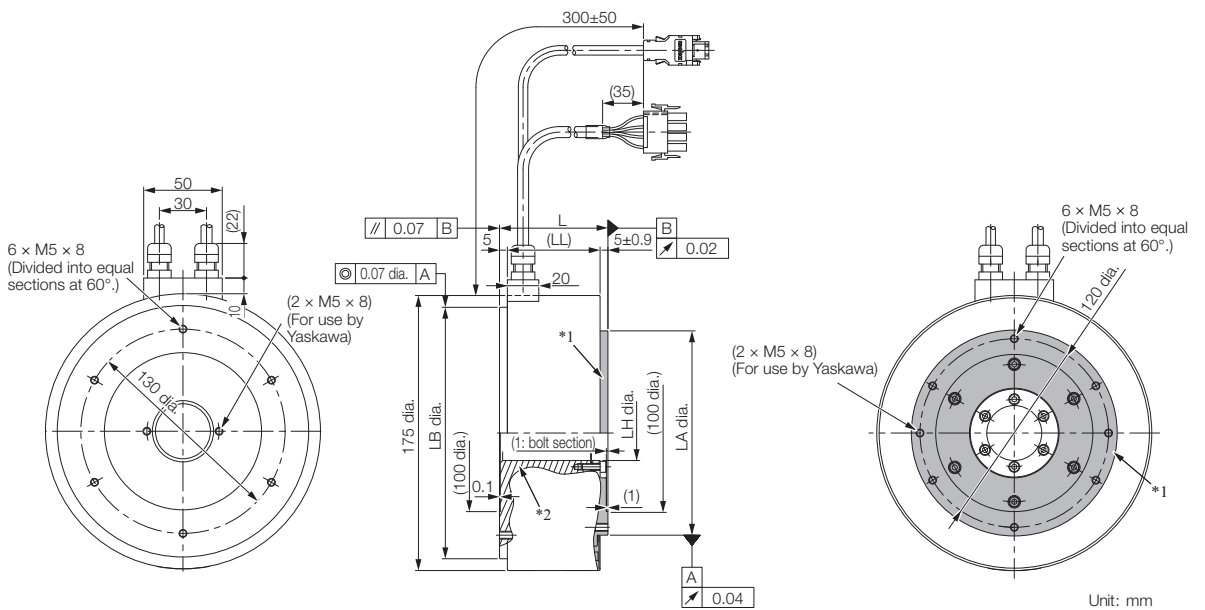 300±50
(35)
50
30
(22)
6 × M5 × 8
(Divided into equal
sections at 60°.)
(2 × M5 × 8)
(For use by
Yaskawa)
10
130 dia.
// 0.07 B
L
B
5
(LL)
5±0.9
↗ 0.02
◎ 0.07 dia. A
20
*1
175 dia.
LB dia.
(100 dia.)
(1: bolt section)
LH dia.
(100 dia.)
LA dia.
0.1
*2
(1)
A
↗ 0.04
6 × M5 × 8
(Divided into equal
sections at 60°.)
120 dia.
(2 × M5 × 8)
(For use by Yaskawa)
*1
Unit: mm